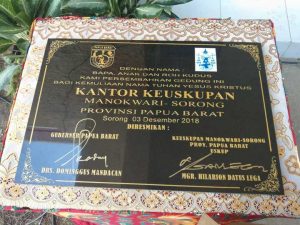 DENGAN NAMA
BAPA, ANAK DAN ROH KUDUS
KAMI PERSEMBAHKAN GEDUNG INI
BAGI KEMULIAAN NAMA TUHAN YESUS KRISTUS
KANTOR KEUSKUPAN
MANOKWARI- SORONG
PROVINSI PAPUA BARAT
Sorong 03 Desember 2018
DIRESMIKAN :
GUBERNUR PAPUA BARAT
DRS. DOMINGGUS MANDACAN
KEUSKUPAN MANOKWARI-SORONG
PROV. PAPUA BARAT
USKUP
MGR. HILARION DATUS LEGA